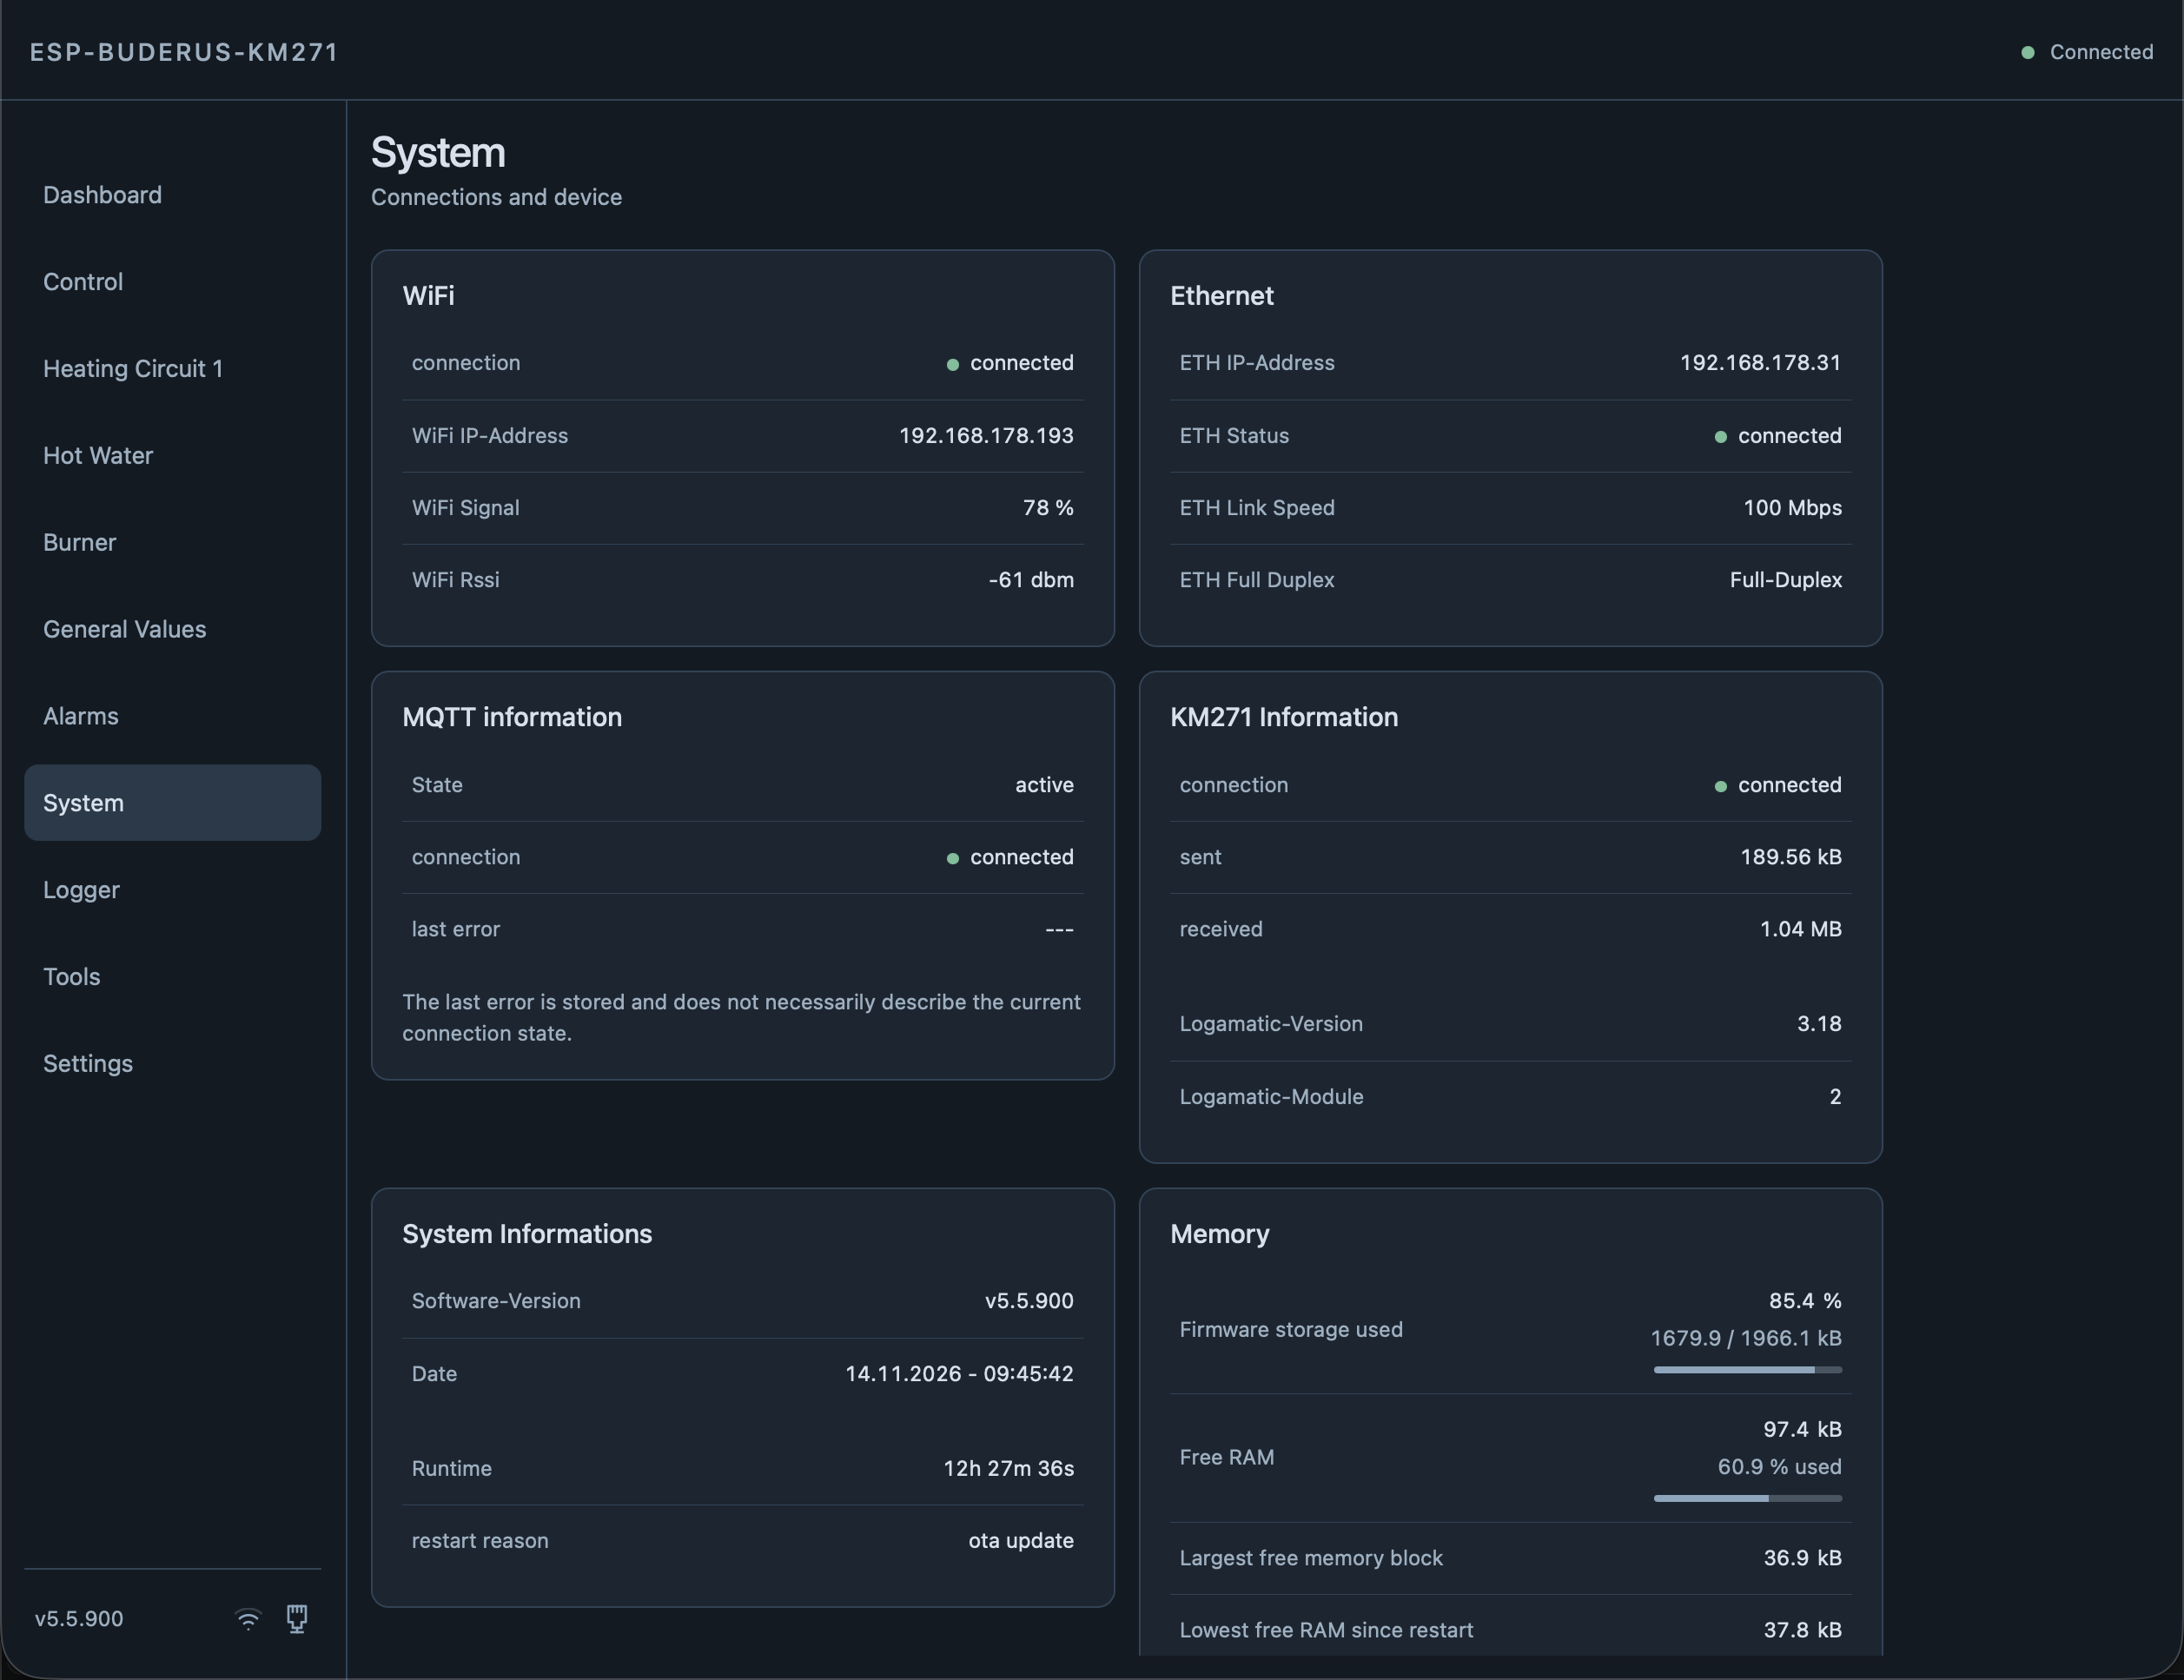 ESP-BUDERUS-KM271
Connected
Dashboard
Control
Heating Circuit 1
Hot Water
Burner
General Values
Alarms
System
Logger
Tools
Settings
v5.5.900
System
Connections and device
WiFi
connection connected
WiFi IP-Address 192.168.178.193
WiFi Signal 78 %
WiFi Rssi -61 dbm
Ethernet
ETH IP-Address 192.168.178.31
ETH Status connected
ETH Link Speed 100 Mbps
ETH Full Duplex Full-Duplex
MQTT information
State active
connection connected
last error ---
The last error is stored and does not necessarily describe the current
connection state.
KM271 Information
connection connected
sent 189.56 kB
received 1.04 MB
Logamatic-Version 3.18
Logamatic-Module 2
System Informations
Software-Version v5.5.900
Date 14.11.2026 - 09:45:42
Runtime 12h 27m 36s
restart reason ota update
Memory
Firmware storage used 85.4 %
1679.9 / 1966.1 kB
Free RAM 97.4 kB
60.9 % used
Largest free memory block 36.9 kB
Lowest free RAM since restart 37.8 kB